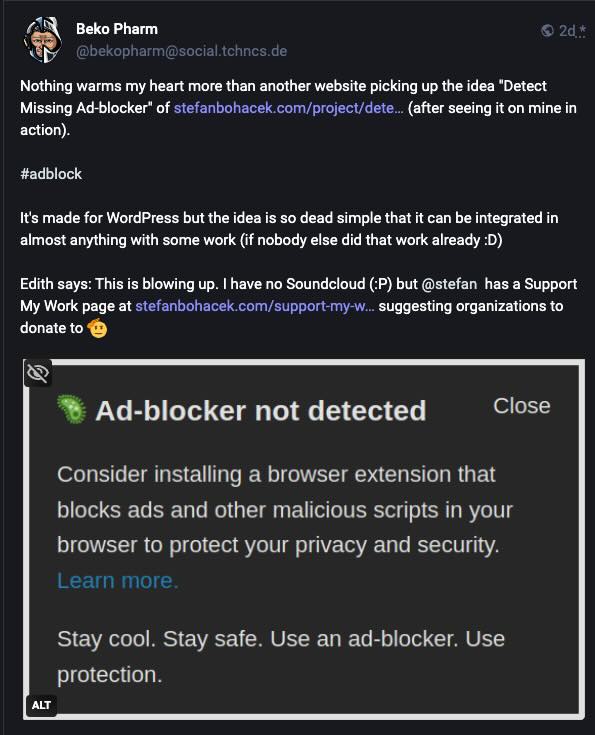 Beko Pharm
2d*
@bekopharm@social.tchncs.de
Nothing warms my heart more than another website picking up the idea "Detect
Missing Ad-blocker" of stefanbohacek.com/project/dete… (after seeing it on mine in
action).
#adblock
It's made for WordPress but the idea is so dead simple that it can be integrated in
almost anything with some work (if nobody else did that work already :D)
Edith says: This is blowing up. I have no Soundcloud (:P) but @stefan has a Support
My Work page at stefanbohacek.com/support-my-w… suggesting organizations to
donate to 🫡
🦠 Ad-blocker not detected
Close
Consider installing a browser extension that
blocks ads and other malicious scripts in your
browser to protect your privacy and security.
Learn more.
Stay cool. Stay safe. Use an ad-blocker. Use
protection.
ALT